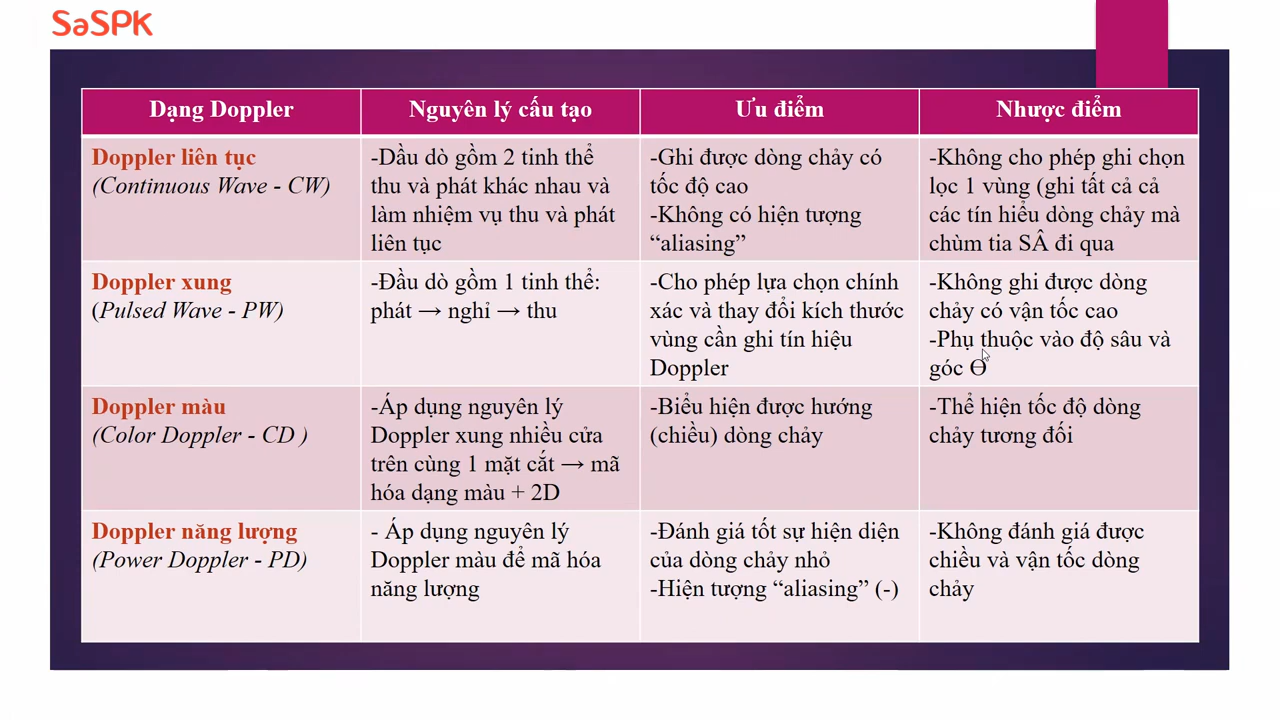 SaSPK
Dạng Doppler
Nguyên lý cấu tạo
Ưu điểm
Nhược điểm
Doppler liên tục
(Continuous Wave - CW)
-Dầu dò gồm 2 tinh thể
thu và phát khác nhau và
làm nhiệm vụ thu và phát
liên tục
-Ghi được dòng chảy có
tốc độ cao
-Không có hiện tượng
“aliasing”
-Không cho phép ghi chọn
lọc 1 vùng (ghi tất cả cả
các tín hiểu dòng chảy mà
chùm tia SÂ đi qua
Doppler xung
(Pulsed Wave - PW)
-Đầu dò gồm 1 tinh thể:
phát → nghỉ → thu
-Cho phép lựa chọn chính
xác và thay đổi kích thước
vùng cần ghi tín hiệu
Doppler
-Không ghi được dòng
chảy có vận tốc cao
-Phụ thuộc vào độ sâu và
góc Ɵ
Doppler màu
(Color Doppler - CD )
-Áp dụng nguyên lý
Doppler xung nhiều cửa
trên cùng 1 mặt cắt → mã
hóa dạng màu + 2D
-Biểu hiện được hướng
(chiều) dòng chảy
-Thể hiện tốc độ dòng
chảy tương đối
Doppler năng lượng
(Power Doppler - PD)
- Áp dụng nguyên lý
Doppler màu để mã hóa
năng lượng
-Đánh giá tốt sự hiện diện
của dòng chảy nhỏ
-Hiện tượng “aliasing” (-)
-Không đánh giá được
chiều và vận tốc dòng
chảy